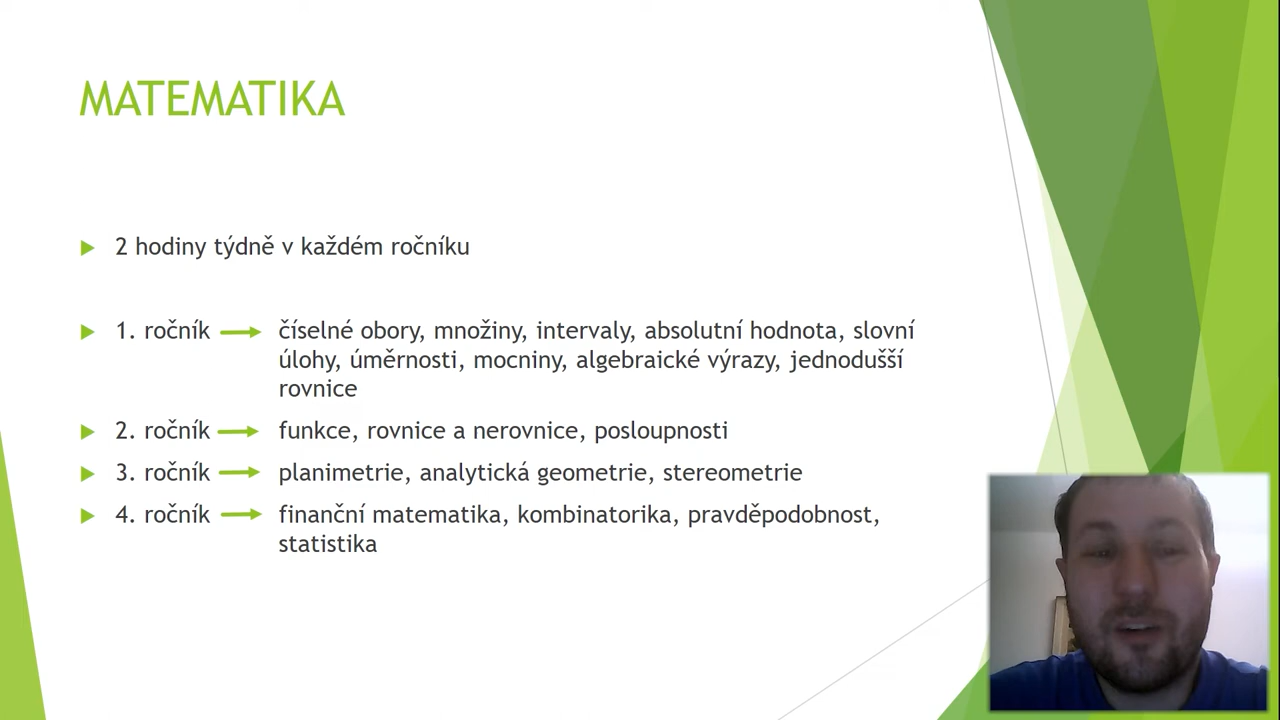 MATEMATIKA
2 hodiny týdně v každém ročníku
1. ročník číselné obory, množiny, intervaly, absolutní hodnota, slovní
úlohy, úměrnosti, mocniny, algebraické výrazy, jednodušší
rovnice
2. ročník funkce, rovnice a nerovnice, posloupnosti
3. ročník planimetrie, analytická geometrie, stereometrie
4. ročník finanční matematika, kombinatorika, pravděpodobnost,
statistika